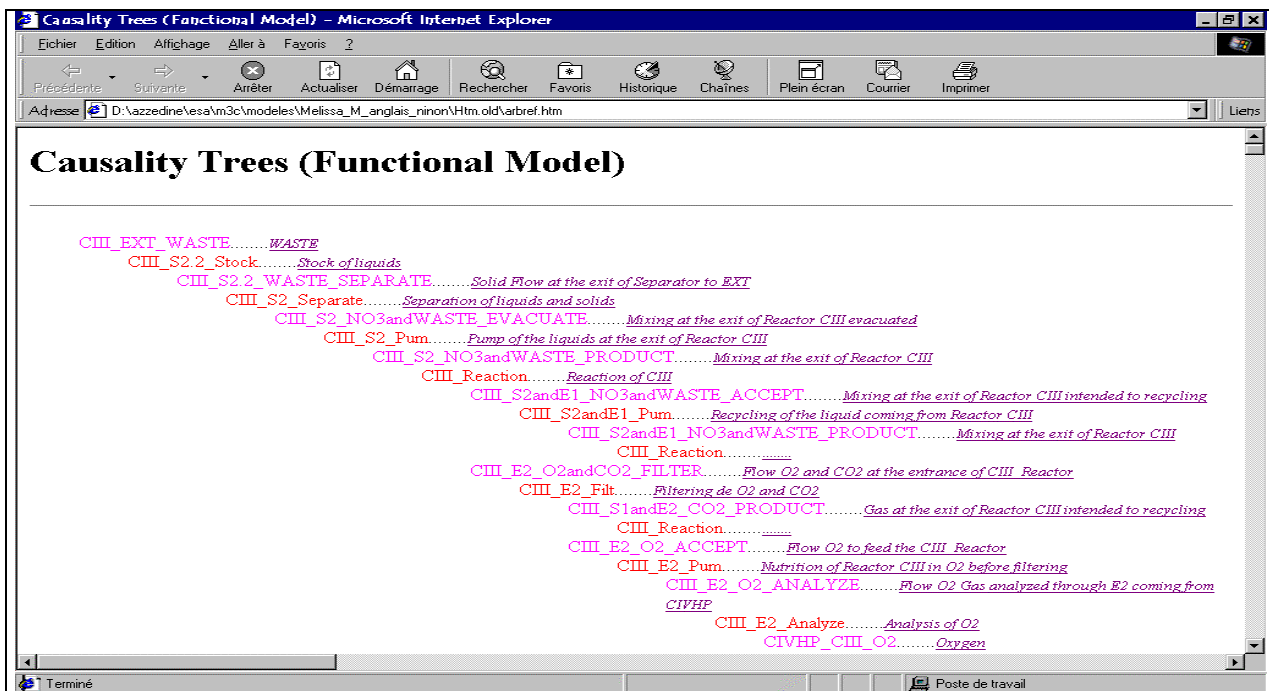 Causality Trees (Functional Model) - Microsoft Internet Explorer
Fichier Edition Affichage Aller à Favoris ?
Précédente Suivante Arrêter Actualiser Démarrage Rechercher Favoris Historique Chaînes Plein écran Courrier Imprimer
Adresse D:\azzedine\esa\m3c\modeles\Melissa_M_anglais_ninon\Htm.old\arbref.htm Liens
Causality Trees (Functional Model)
CIII_EXT_WASTE........WASTE
CIII_S2.2_Stock........Stock of liquids
CIII_S2.2_WASTE_SEPARATE........Solid Flow at the exit of Separator to EXT
CIII_S2_Separate........Separation of liquids and solids
CIII_S2_NO3andWASTE_EVACUATE........Mixing at the exit of Reactor CIII evacuated
CIII_S2_Pum........Pump of the liquids at the exit of Reactor CIII
CIII_S2_NO3andWASTE_PRODUCT........Mixing at the exit of Reactor CIII
CIII_Reaction........Reaction of CIII
CIII_S2andE1_NO3andWASTE_ACCEPT........Mixing at the exit of Reactor CIII intended to recycling
CIII_S2andE1_Pum........Recycling of the liquid coming from Reactor CIII
CIII_S2andE1_NO3andWASTE_PRODUCT........Mixing at the exit of Reactor CIII
CIII_Reaction................
CIII_E2_O2andCO2_FILTER........Flow O2 and CO2 at the entrance of CIII Reactor
CIII_E2_Filt........Filtering de O2 and CO2
CIII_S1andE2_CO2_PRODUCT........Gas at the exit of Reactor CIII intended to recycling
CIII_Reaction................
CIII_E2_O2_ACCEPT........Flow O2 to feed the CIII Reactor
CIII_E2_Pum........Nutrition of Reactor CIII in O2 before filtering
CIII_E2_O2_ANALYZE........Flow O2 Gas analyzed through E2 coming from
CIVHP
CIII_E2_Analyze........Analysis of O2
CIVHP_CIII_O2........Oxygen
Terminé Poste de travail